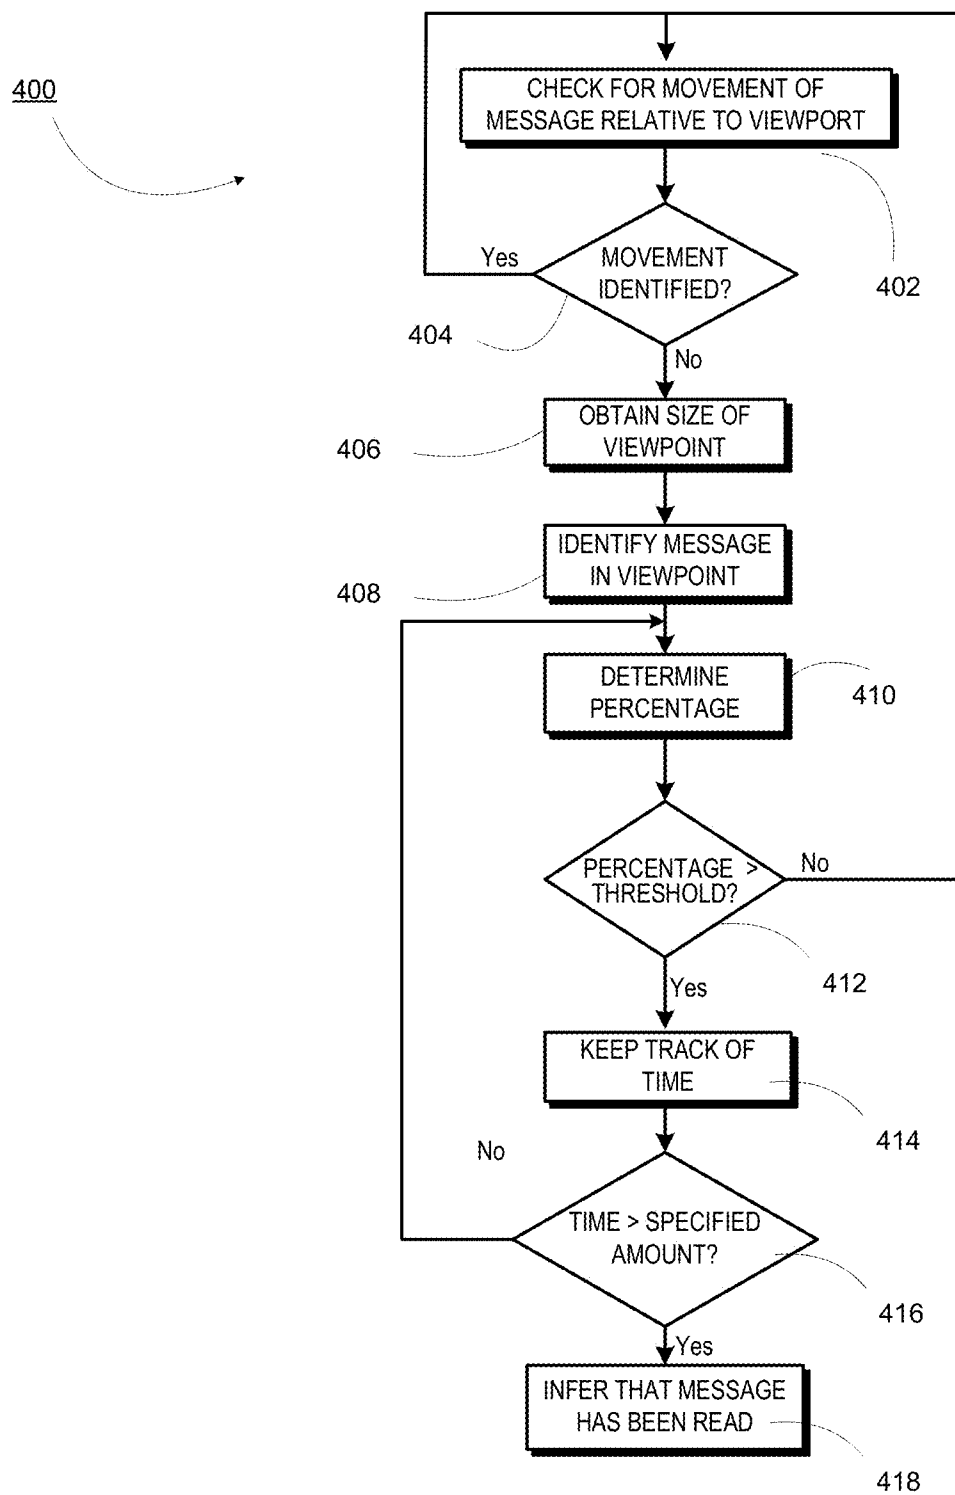 400
CHECK FOR MOVEMENT OF
MESSAGE RELATIVE TO VIEWPORT
402
Yes
MOVEMENT
IDENTIFIED?
404
No
OBTAIN SIZE OF
VIEWPOINT
406
IDENTIFY MESSAGE
IN VIEWPOINT
408
DETERMINE
PERCENTAGE
410
PERCENTAGE >
THRESHOLD?
No
412
Yes
KEEP TRACK OF
TIME
414
No
TIME > SPECIFIED
AMOUNT?
416
Yes
INFER THAT MESSAGE
HAS BEEN READ
418